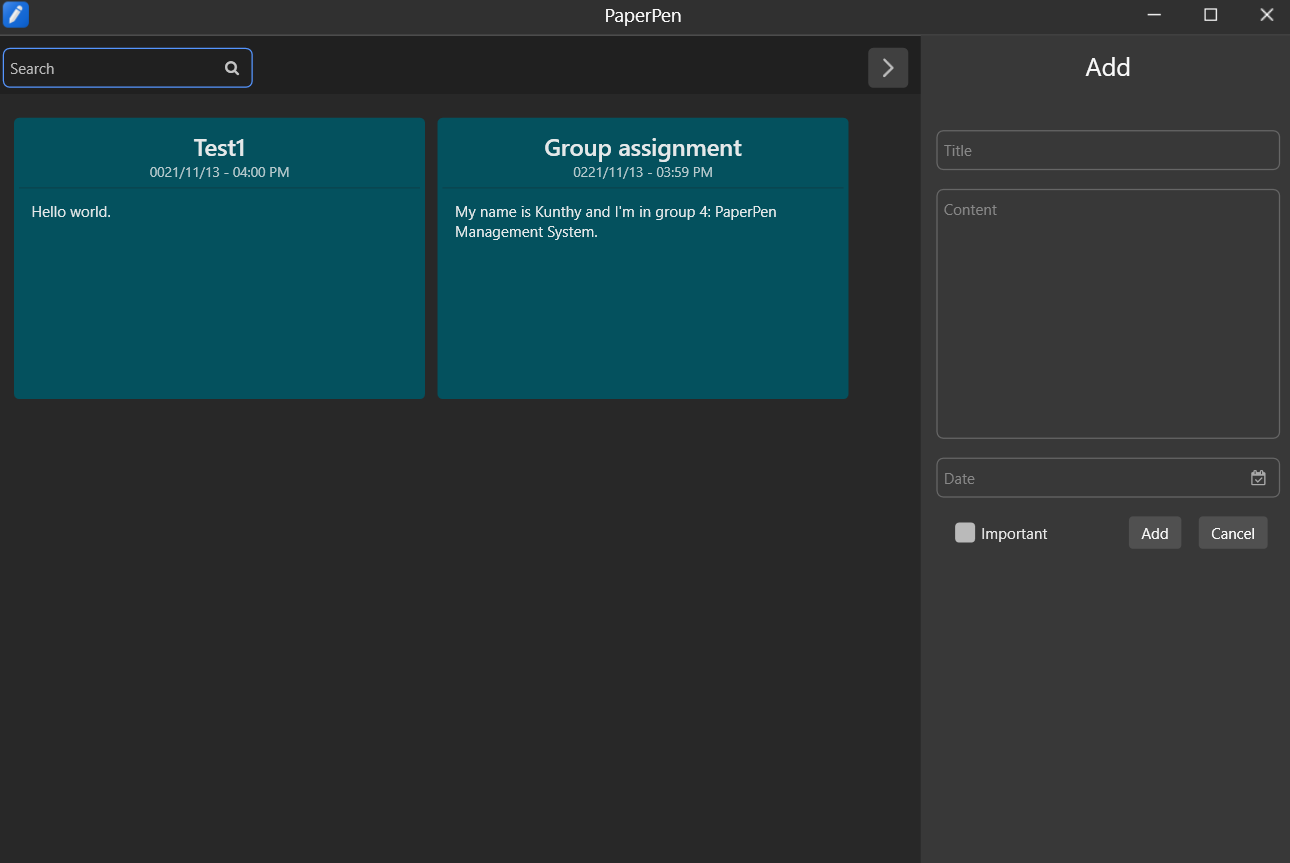 PaperPen
Search
Add
Test1
0021/11/13 - 04:00 PM
Hello world.
Group assignment
0221/11/13 - 03:59 PM
My name is Kunthy and I'm in group 4: PaperPen
Management System.
Title
Content
Date
Important
Add
Cancel